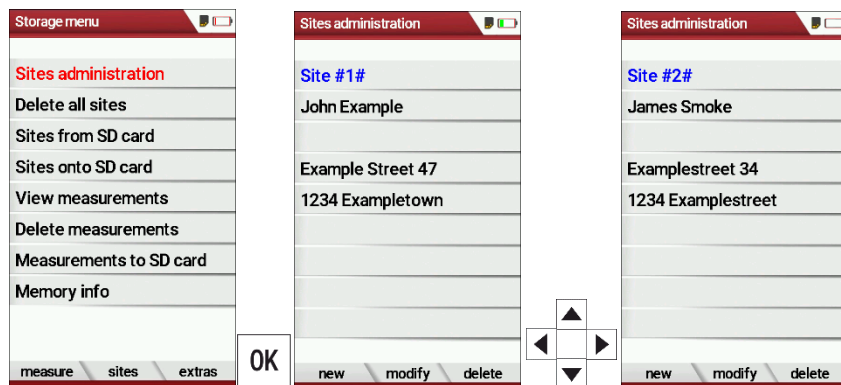 Storage menu
Sites administration
Delete all sites
Sites from SD card
Sites onto SD card
View measurements
Delete measurements
Measurements to SD card
Memory info
measure sites extras
OK
Sites administration
Site #1#
John Example
Example Street 47
1234 Exampletown
new modify delete
Sites administration
Site #2#
James Smoke
Examplestreet 34
1234 Examplestreet
new modify delete